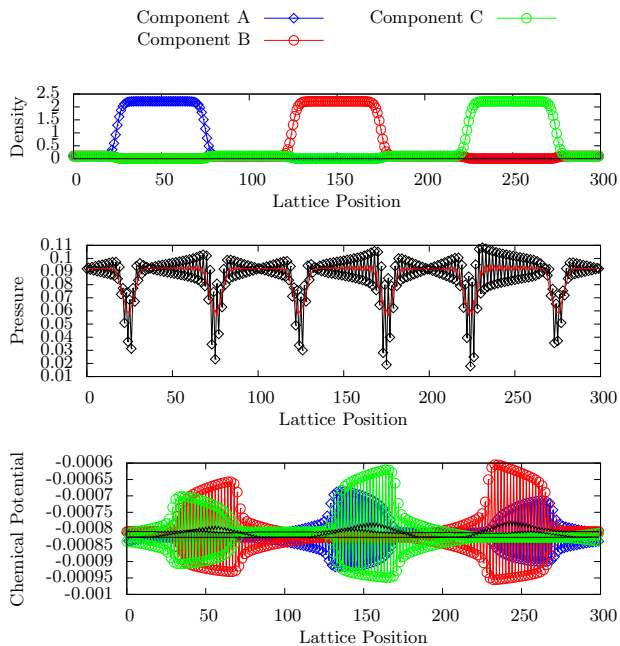 Component A
Component B
Component C
Density
2.5
2
1.5
1
0.5
0
0 50 100 150 200 250 300
Lattice Position
Pressure
0.11
0.1
0.09
0.08
0.07
0.06
0.05
0.04
0.03
0.02
0.01
0 50 100 150 200 250 300
Lattice Position
Chemical Potential
-0.0006
-0.00065
-0.0007
-0.00075
-0.0008
-0.00085
-0.0009
-0.00095
-0.001
0 50 100 150 200 250 300
Lattice Position